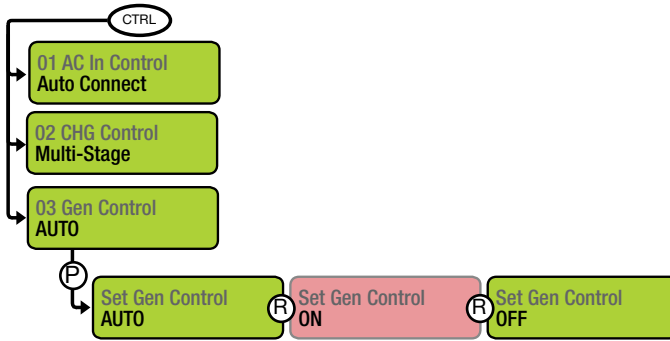 CTRL
01 AC In Control
Auto Connect
02 CHG Control
Multi-Stage
03 Gen Control
AUTO
P
Set Gen Control
AUTO
R
Set Gen Control
ON
R
Set Gen Control
OFF